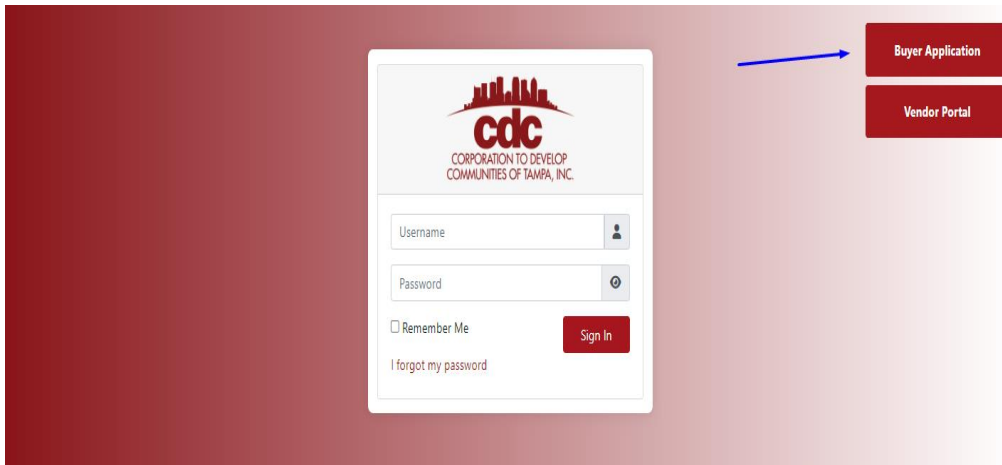 Buyer Application
Vendor Portal
cdc
CORPORATION TO DEVELOP
COMMUNITIES OF TAMPA, INC.
Username
Password
Remember Me
Sign In
I forgot my password